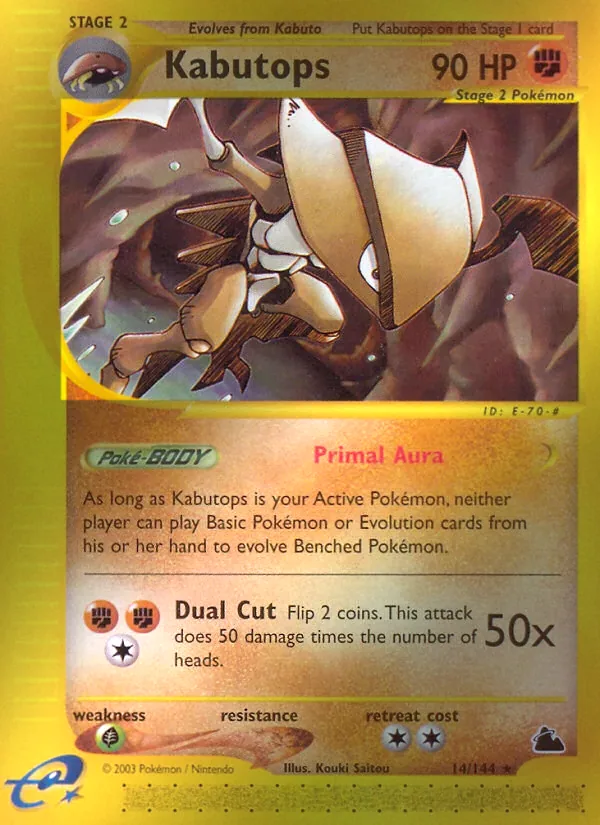 STAGE 2
Evolves from Kabuto
Put Kabutops on the Stage 1 card
Kabutops
90 HP
Stage 2 Pokémon
ID: E-70-#
Poké-BODY
Primal Aura
As long as Kabutops is your Active Pokémon, neither
player can play Basic Pokémon or Evolution cards from
his or her hand to evolve Benched Pokémon.
Dual Cut Flip 2 coins. This attack
does 50 damage times the number of
heads.
50x
weakness
resistance
retreat cost
© 2003 Pokémon / Nintendo
Illus. Kouki Saitou
14/144 ★
e